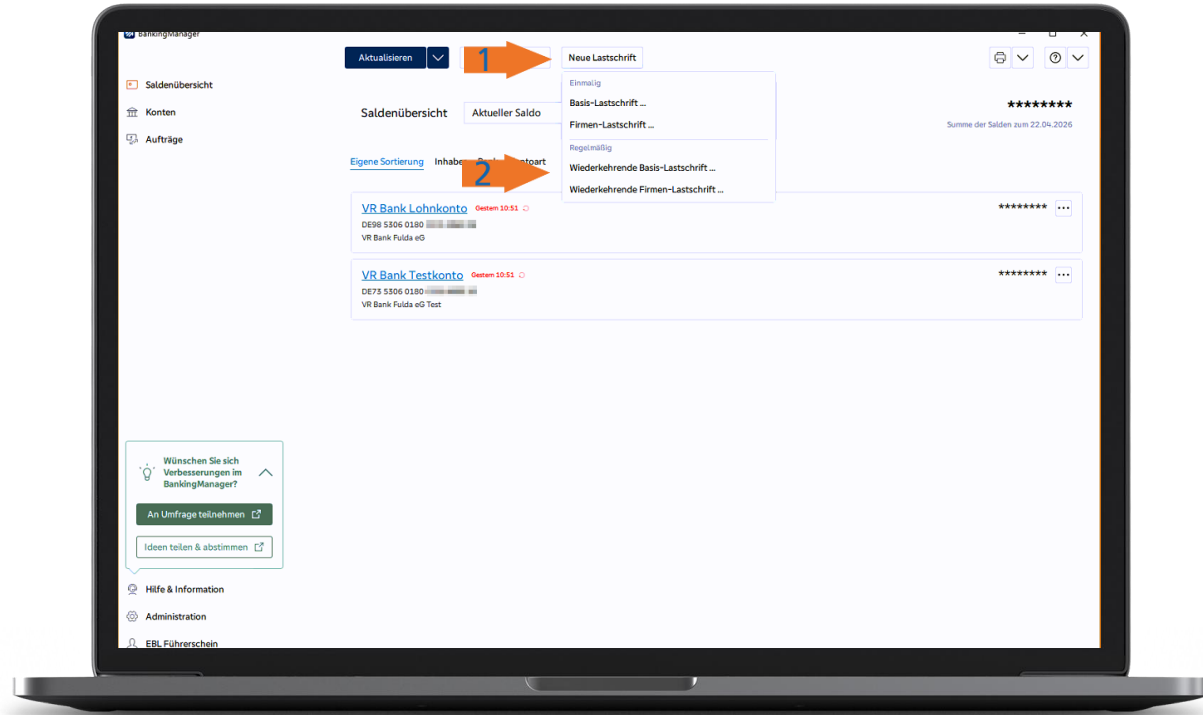 BankingManager
Aktualisieren
1
Neue Lastschrift
Saldenübersicht
Konten
Aufträge
Einmalig
Basis-Lastschrift ...
Firmen-Lastschrift ...
Regelmäßig
Wiederkehrende Basis-Lastschrift ...
Wiederkehrende Firmen-Lastschrift ...
Saldenübersicht
Aktueller Saldo
********
Summe der Salden zum 22.04.2026
Eigene Sortierung
2
VR Bank Lohnkonto Gestern 10:51
********
DE98 5306 0180
VR Bank Fulda eG
VR Bank Testkonto Gestern 10:51
********
DE73 5306 0180
VR Bank Fulda eG Test
Wünschen Sie sich
Verbesserungen im
BankingManager?
An Umfrage teilnehmen
Ideen teilen & abstimmen
Hilfe & Information
Administration
EBL Führerschein